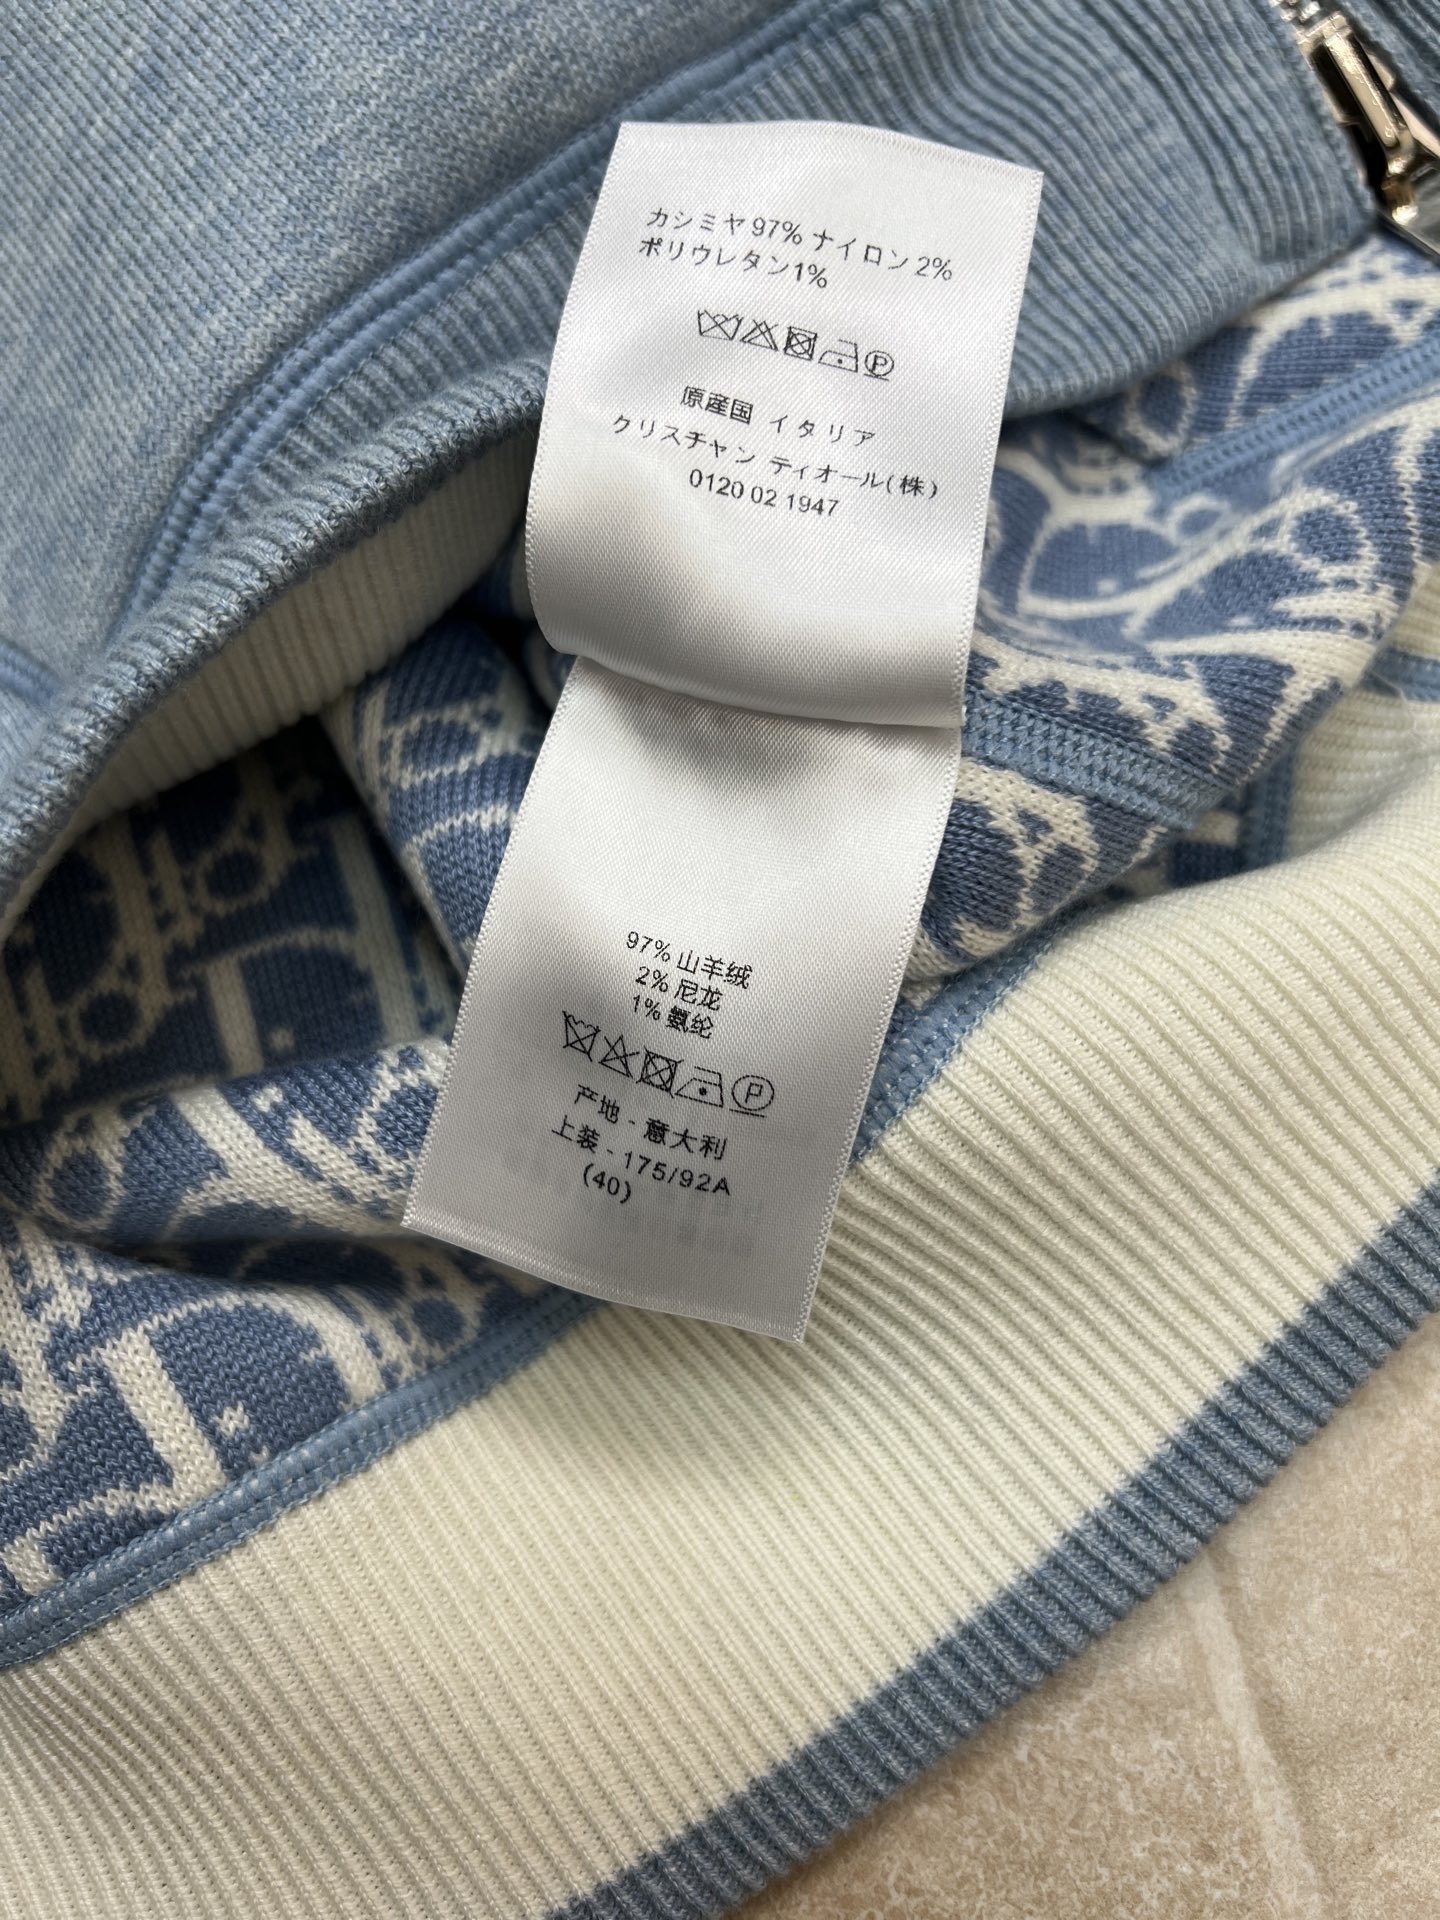 カシミヤ 97% ナイロン 2%
ポリウレタン1%
P
原産国 イタリア
クリスチャン ディオール(株)
0120 02 1947
97% 山羊绒
2% 尼龙
1% 氨纶
P
产地 - 意大利
上装 - 175/92A
(40)